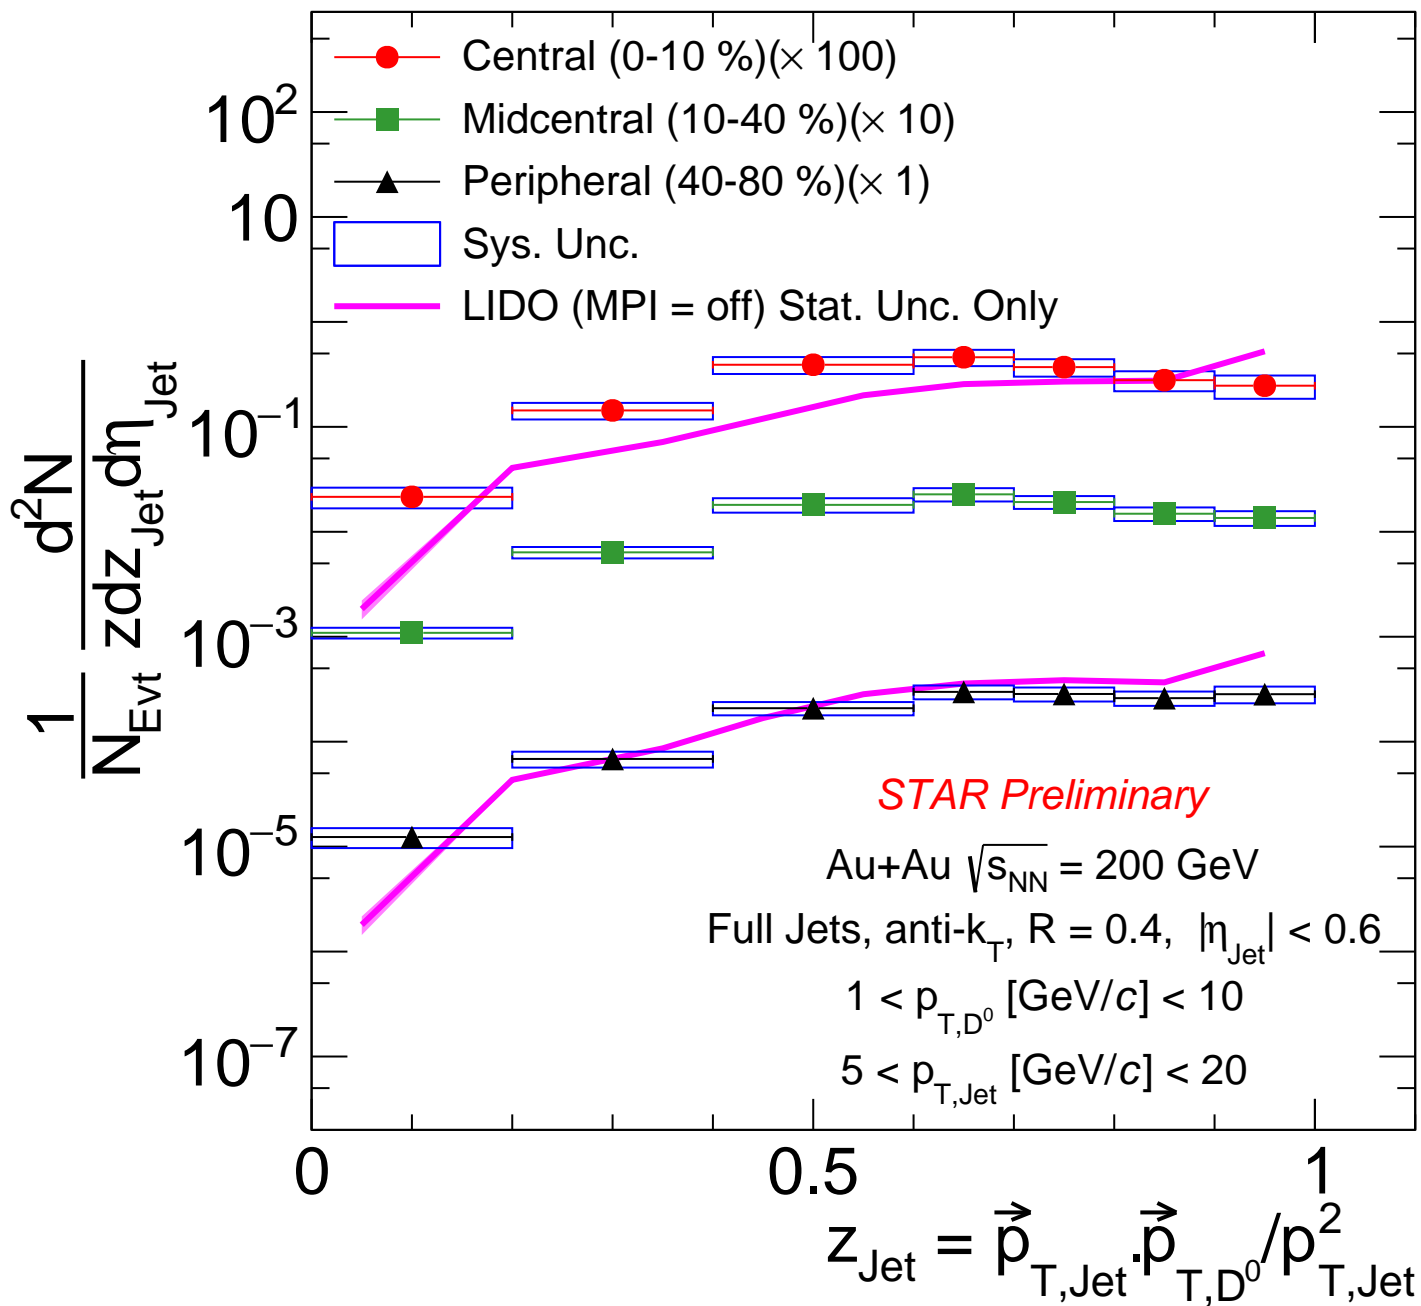 Central (0-10 %)(× 100)
Midcentral (10-40 %)(× 10)
Peripheral (40-80 %)(× 1)
Sys. Unc.
LIDO (MPI = off) Stat. Unc. Only
10²
10
10⁻¹
10⁻³
10⁻⁵
10⁻⁷
1/N_Evt d²N/zdz_Jet dη_Jet
STAR Preliminary
Au+Au √s_NN = 200 GeV
Full Jets, anti-k_T, R = 0.4, |η_Jet| < 0.6
1 < p_T,D⁰ [GeV/c] < 10
5 < p_T,Jet [GeV/c] < 20
0 0.5 1
z_Jet = p⃗_T,Jet.p⃗_T,D⁰/p²_T,Jet